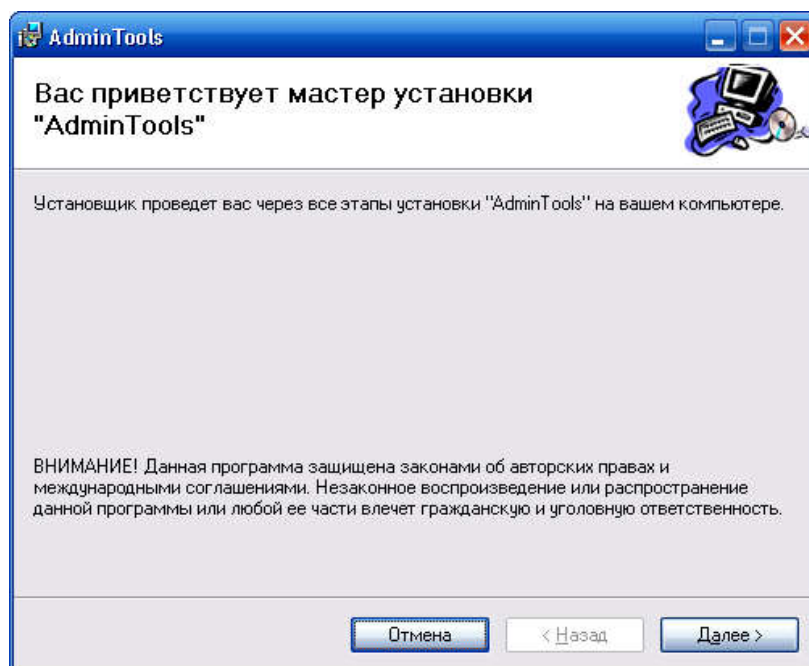 AdminTools
Вас приветствует мастер установки
"AdminTools"
Установщик проведет вас через все этапы установки "AdminTools" на вашем компьютере.
ВНИМАНИЕ! Данная программа защищена законами об авторских правах и
международными соглашениями. Незаконное воспроизведение или распространение
данной программы или любой ее части влечет гражданскую и уголовную ответственность.
Отмена
< Назад
Далее >